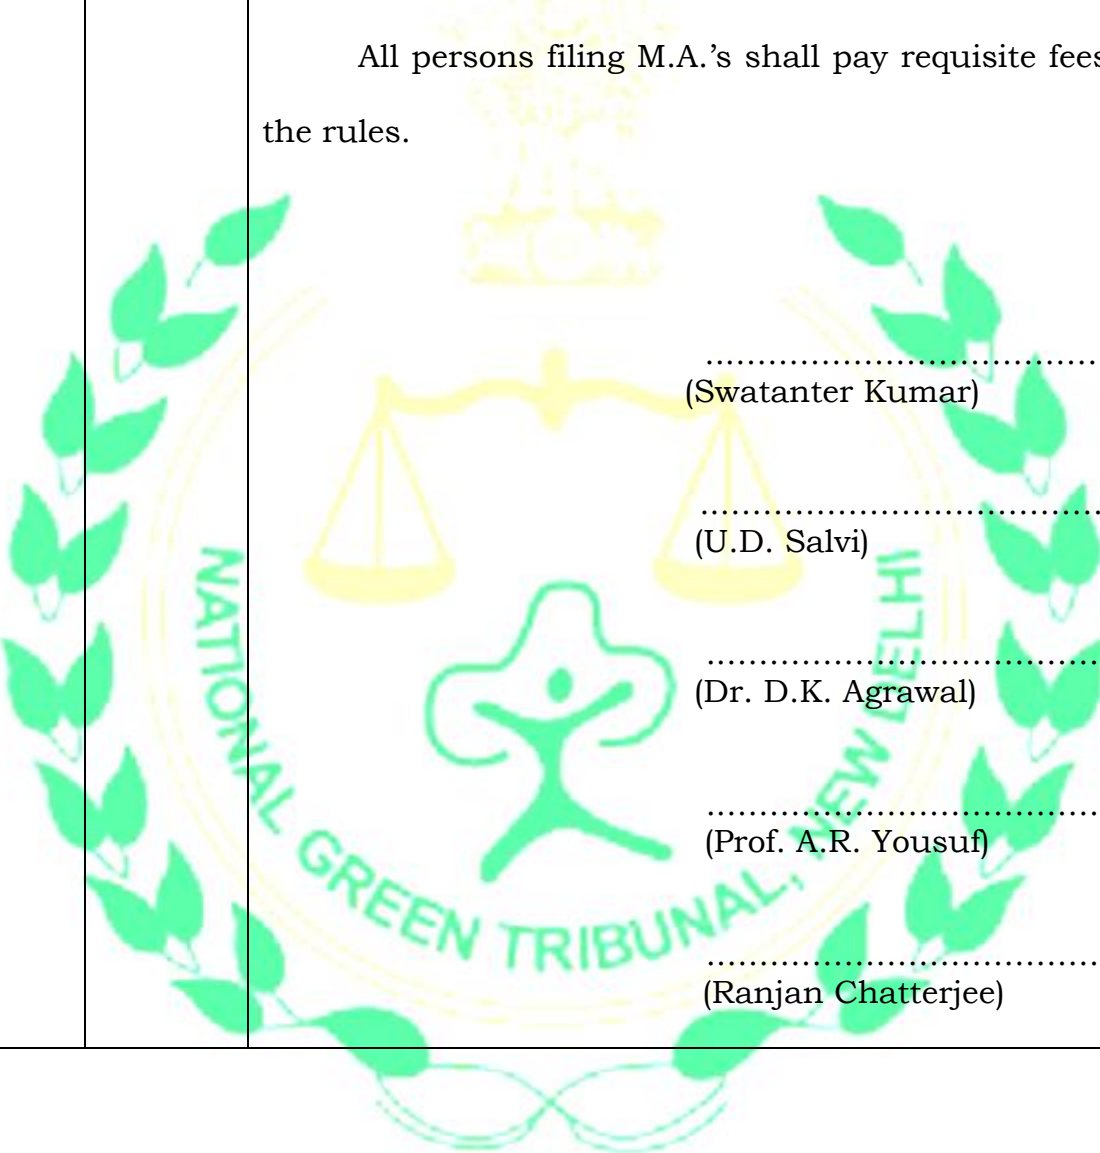 All persons filing M.A.’s shall pay requisite fees
the rules.
.....................................
(Swatanter Kumar)
.....................................
(U.D. Salvi)
.....................................
(Dr. D.K. Agrawal)
.....................................
(Prof. A.R. Yousuf)
.....................................
(Ranjan Chatterjee)
NATIONAL GREEN TRIBUNAL, NEW DELHI